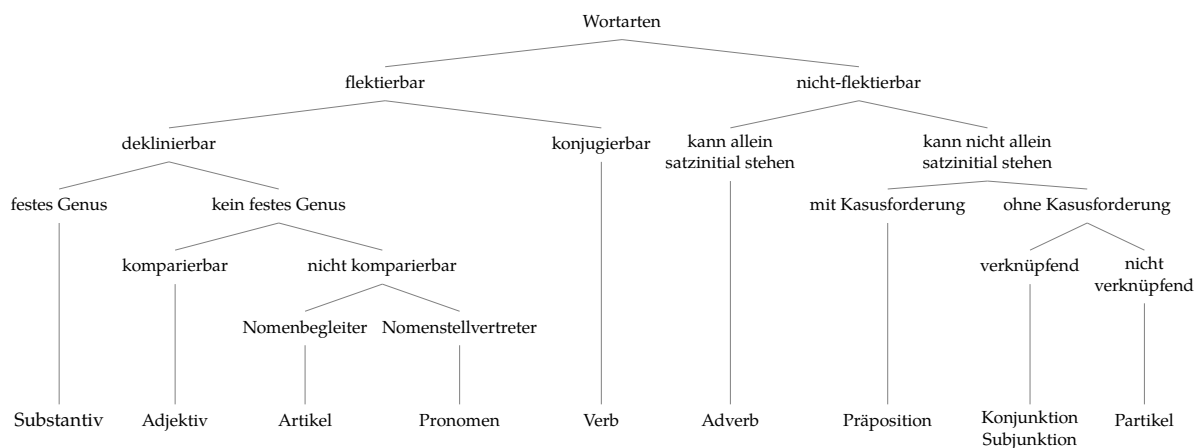 Wortarten
flektierbar
nicht-flektierbar
deklinierbar
konjugierbar
kann allein
satzinitial stehen
kann nicht allein
satzinitial stehen
festes Genus
kein festes Genus
mit Kasusforderung
ohne Kasusforderung
komparierbar
nicht komparierbar
verknüpfend
nicht
verknüpfend
Nomenbegleiter
Nomenstellvertreter
Substantiv
Adjektiv
Artikel
Pronomen
Verb
Adverb
Präposition
Konjunktion
Subjunktion
Partikel